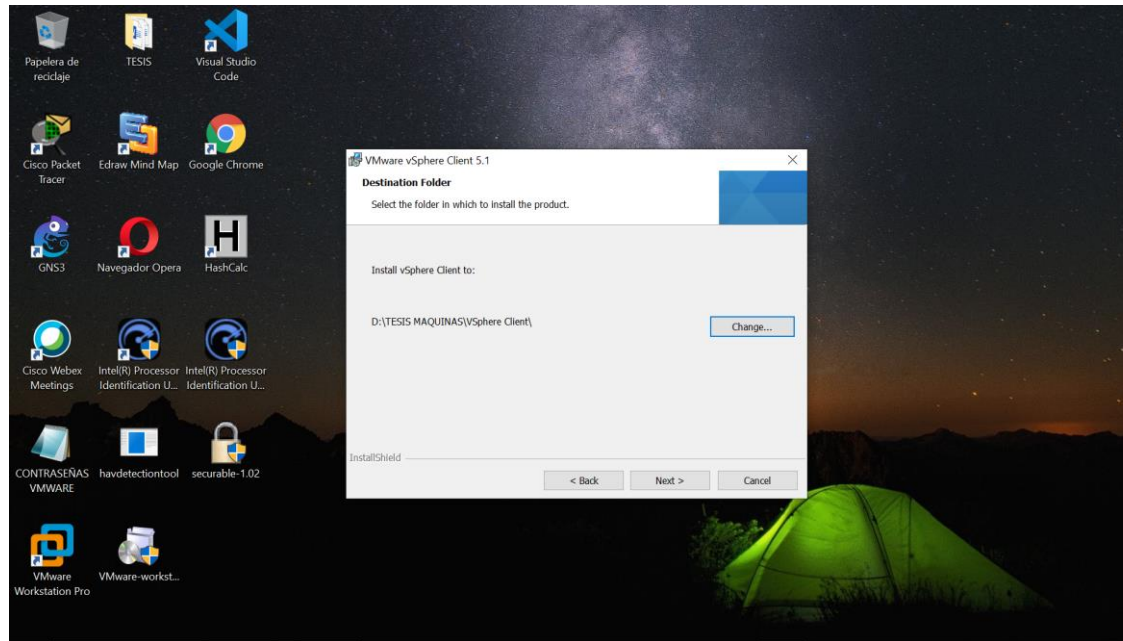 Papelera de
reciclaje
TESIS
Visual Studio
Code
Cisco Packet
Tracer
Edraw Mind Map
Google Chrome
GNS3
Navegador Opera
H
HashCalc
Cisco Webex
Meetings
Intel(R) Processor
Identification U...
Intel(R) Processor
Identification U...
CONTRASEÑAS
VMWARE
havdetectiontool
securable-1.02
VMware
Workstation Pro
VMware-workst...
VMware vSphere Client 5.1
Destination Folder
Select the folder in which to install the product.
Install vSphere Client to:
D:\TESIS MAQUINAS\VSphere Client\
Change...
InstallShield
< Back
Next >
Cancel